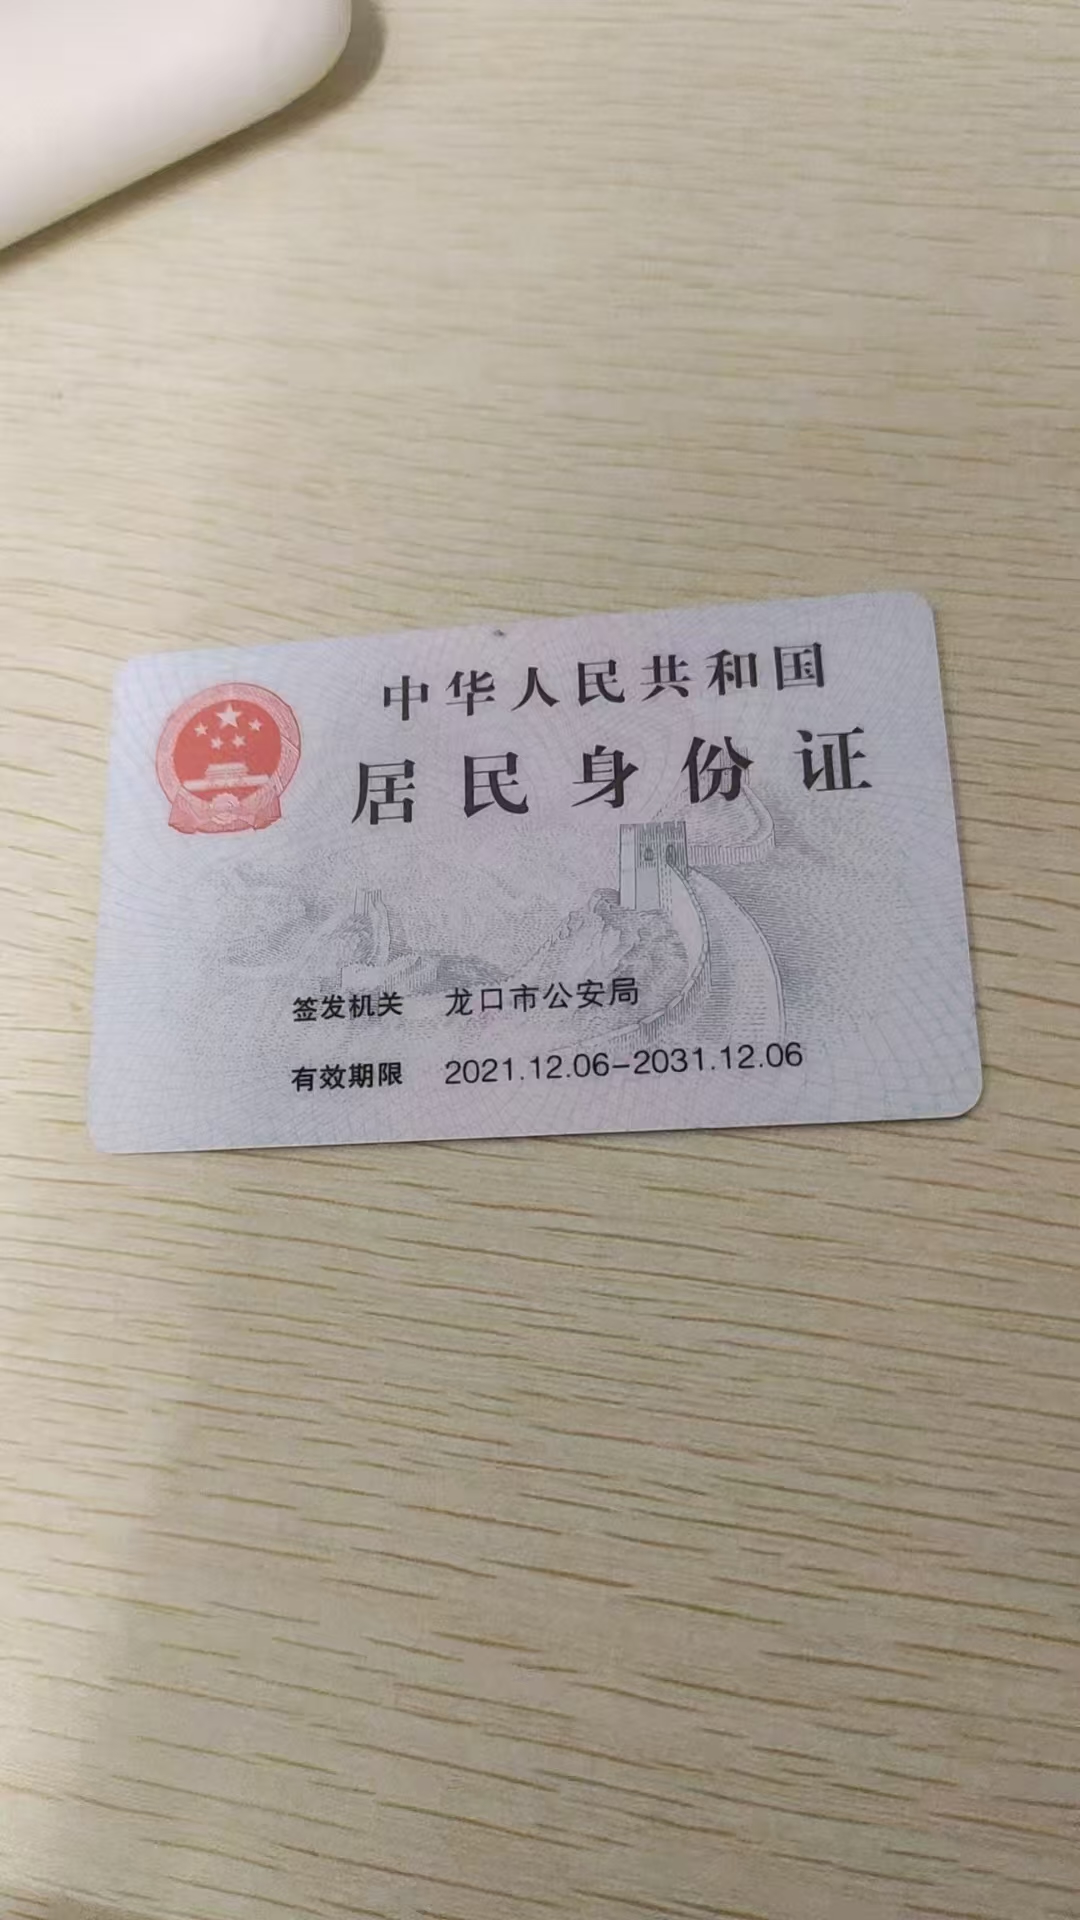 中华人民共和国
居民身份证
签发机关 龙口市公安局
有效期限 2021.12.06-2031.12.06